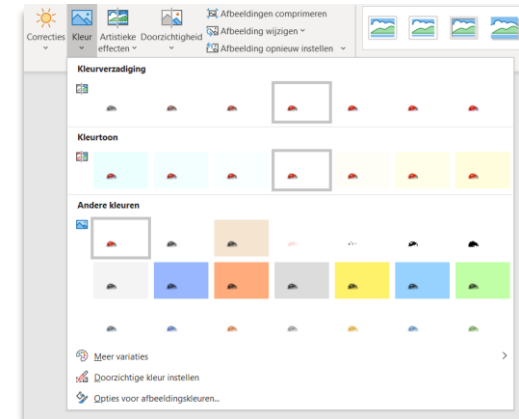 Afbeeldingen comprimeren
Afbeelding wijzigen
Afbeelding opnieuw instellen
Correcties Kleur Artistieke effecten Doorzichtigheid
Kleurverzadiging
Kleurtoon
Andere kleuren
Meer variaties
Doorzichtige kleur instellen
Opties voor afbeeldingskleuren...